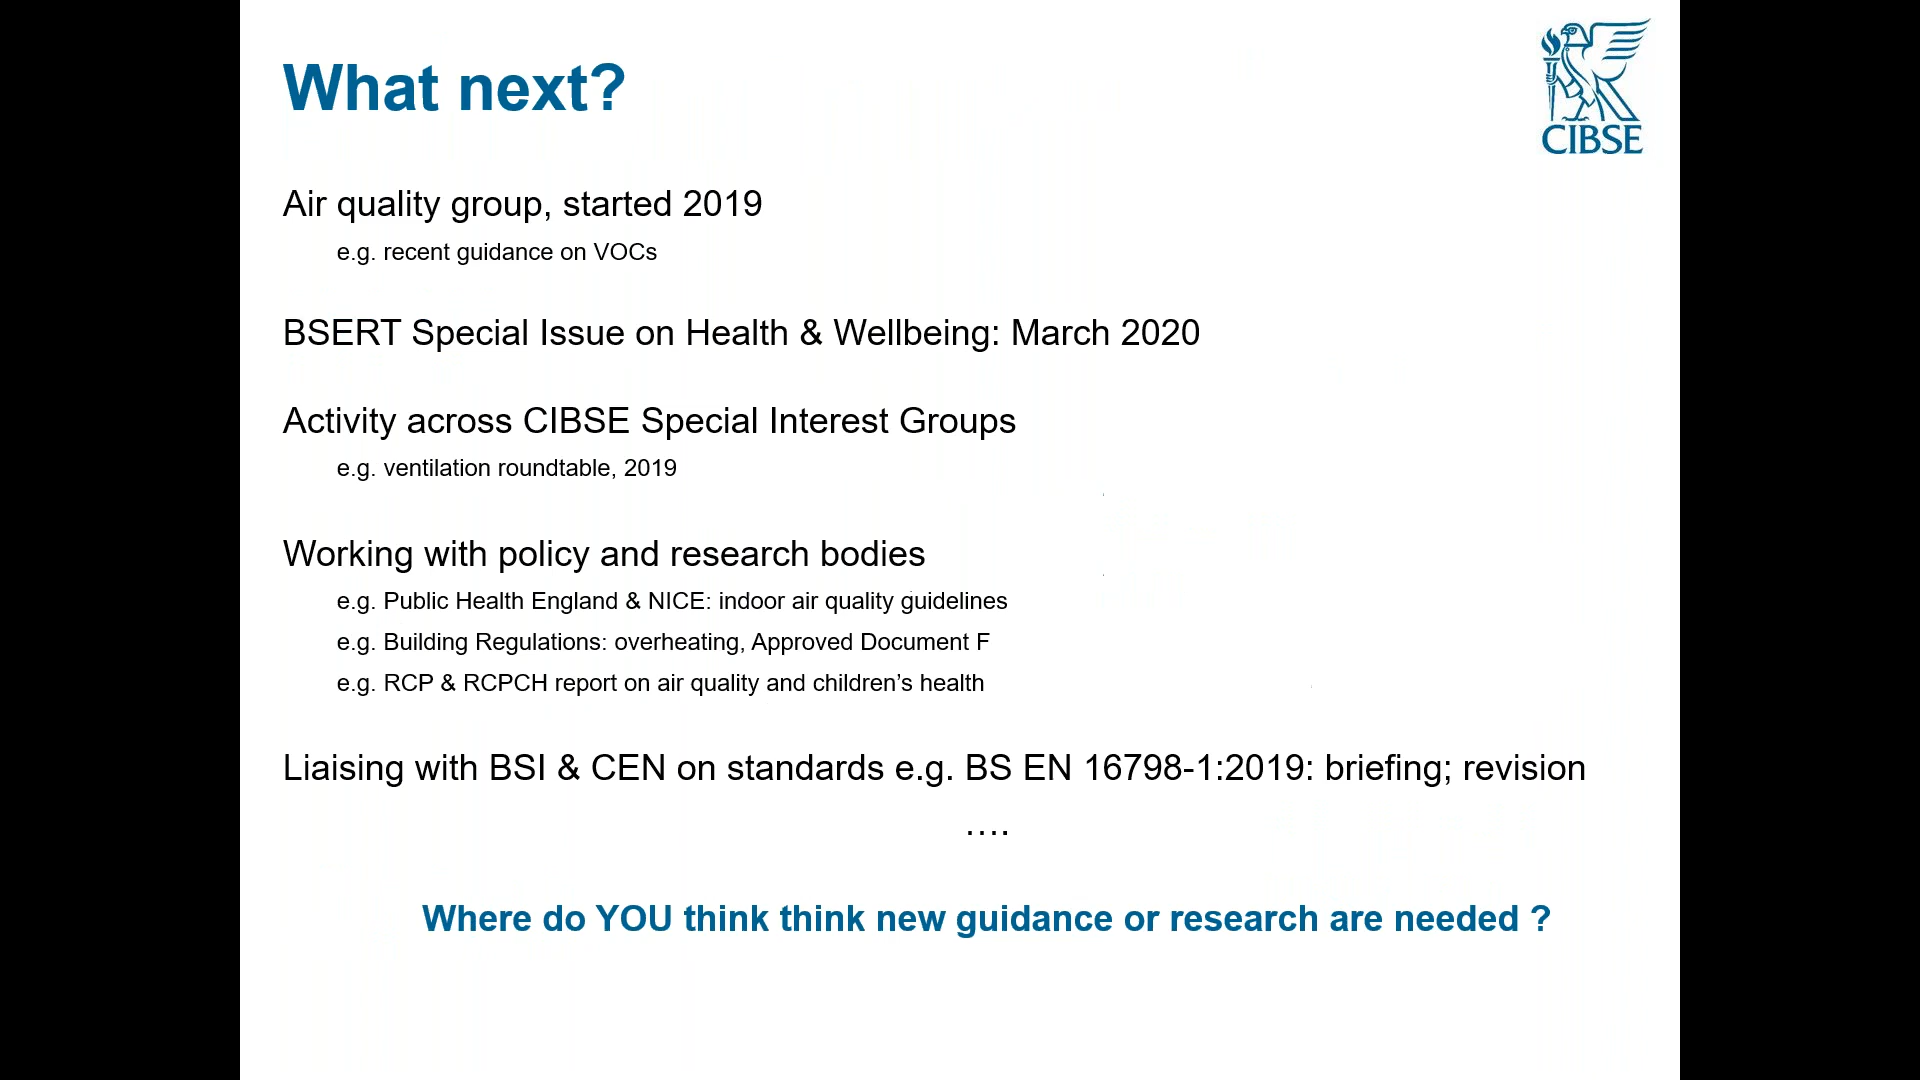 What next?
CIBSE
Air quality group, started 2019
e.g. recent guidance on VOCs
BSERT Special Issue on Health & Wellbeing: March 2020
Activity across CIBSE Special Interest Groups
e.g. ventilation roundtable, 2019
Working with policy and research bodies
e.g. Public Health England & NICE: indoor air quality guidelines
e.g. Building Regulations: overheating, Approved Document F
e.g. RCP & RCPCH report on air quality and children’s health
Liaising with BSI & CEN on standards e.g. BS EN 16798-1:2019: briefing; revision
….
Where do YOU think think new guidance or research are needed ?